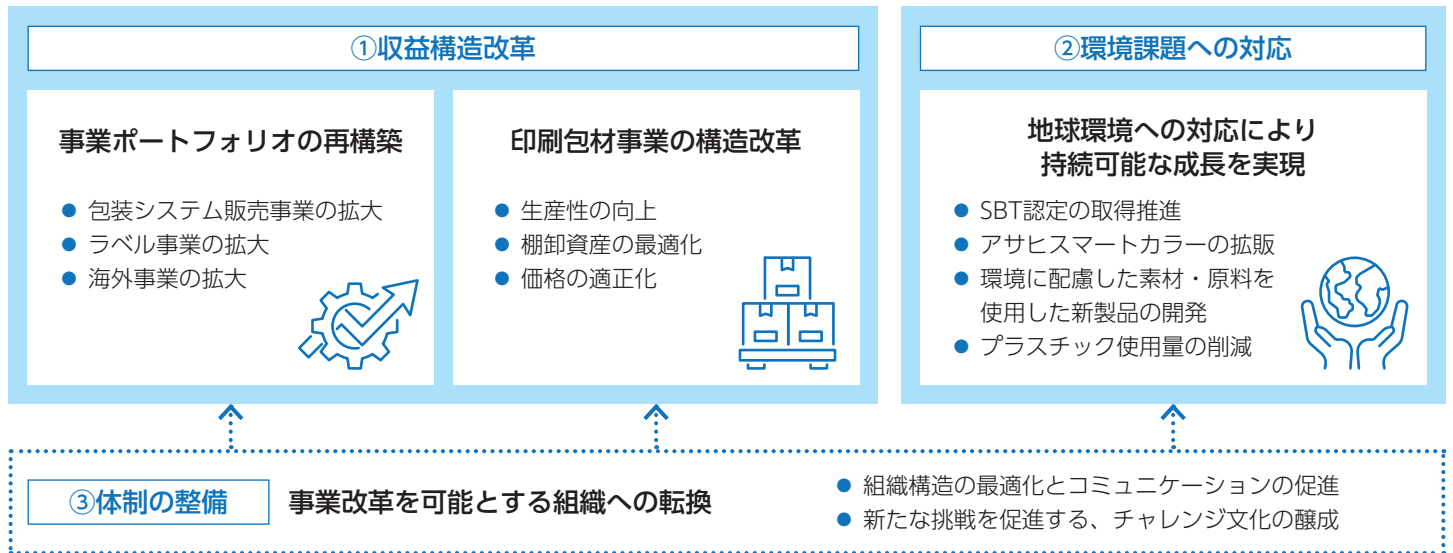 ①収益構造改革
事業ポートフォリオの再構築
● 包装システム販売事業の拡大
● ラベル事業の拡大
● 海外事業の拡大
印刷包材事業の構造改革
● 生産性の向上
● 棚卸資産の最適化
● 価格の適正化
②環境課題への対応
地球環境への対応により
持続可能な成長を実現
● SBT認定の取得推進
● アサヒスマートカラーの拡販
● 環境に配慮した素材・原料を
使用した新製品の開発
● プラスチック使用量の削減
③体制の整備
事業改革を可能とする組織への転換
● 組織構造の最適化とコミュニケーションの促進
● 新たな挑戦を促進する、チャレンジ文化の醸成